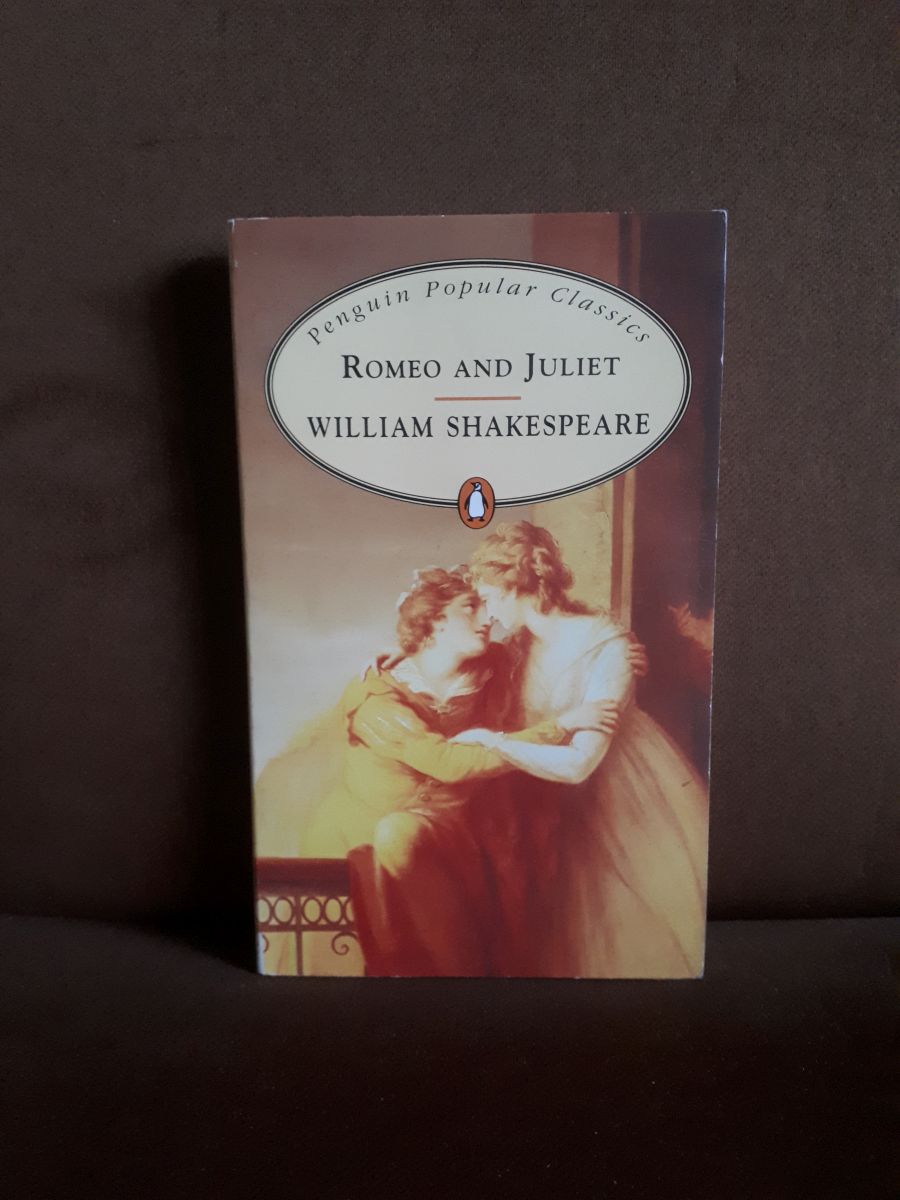 Penguin Popular Classics
ROMEO AND JULIET
WILLIAM SHAKESPEARE